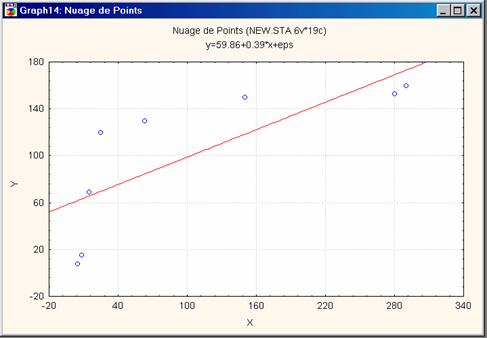 Graph14: Nuage de Points
Nuage de Points (NEW.STA 6v*19c)
y=59.86+0.39*x+eps
180
140
100
60
20
-20
Y
-20
40
100
160
220
280
340
X